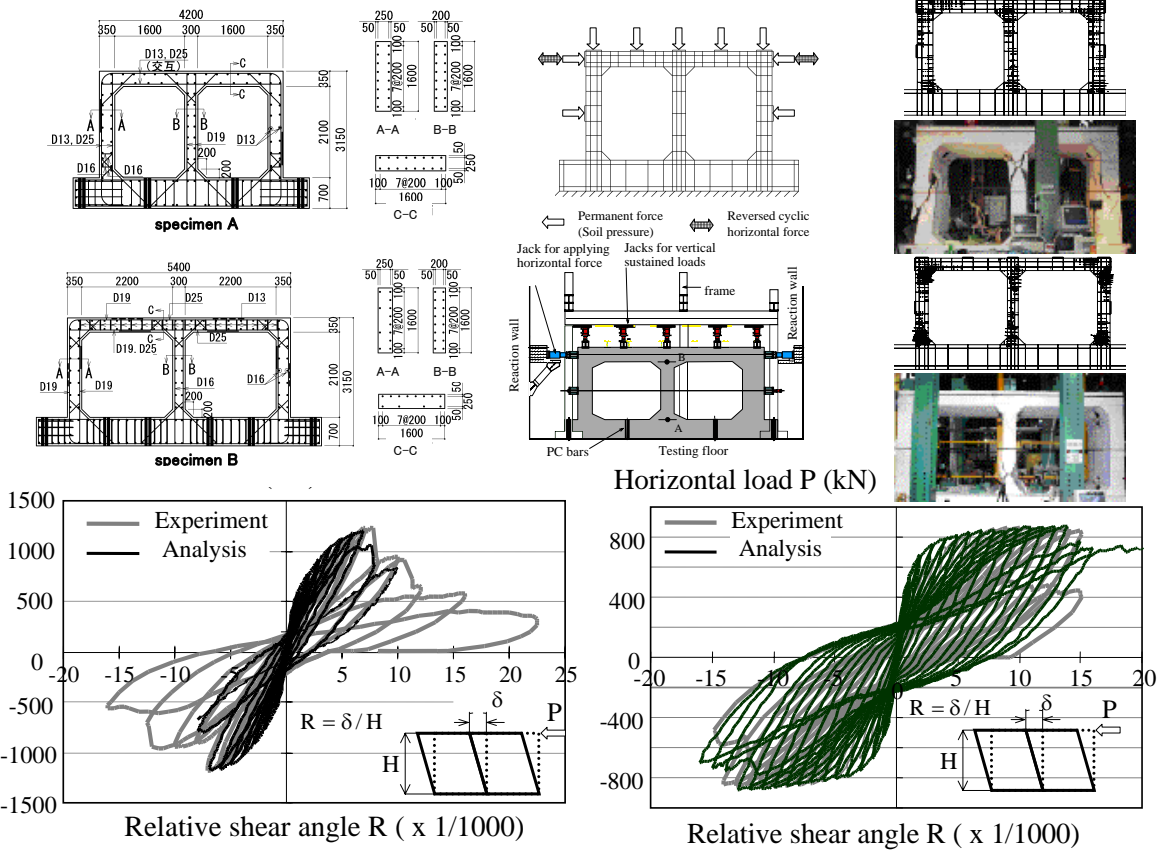 4200
350 1600 300 1600 350
D13, D25
(交互)
C
C
A A B B
D13, D25
D19
D13
200
200
D16
D16
350
2100
3150
700
specimen A
250 200
50 50 50 50
100 7@200 100
1600
100 7@200 100
1600
A-A B-B
50
50
250
100 7@200 100
1600
C-C
5400
350 2200 300 2200 350
D19 D25 D13
C
C
D19. D25
D25
A A B B
D19 D19
D16
D16
200
200
350
2100
3150
700
specimen B
250 200
50 50 50 50
100 7@200 100
1600
100 7@200 100
1600
A-A B-B
50
50
250
100 7@200 100
1600
C-C
Permanent force
(Soil pressure)
Reversed cyclic
horizontal force
Jack for applying
horizontal force
Jacks for vertical
sustained loads
frame
Reaction wall
Reaction wall
B
A
PC bars
Testing floor
Horizontal load P (kN)
1500
1000
500
0
-500
-1000
-1500
-20 -15 -10 -5 0 5 10 15 20 25
Experiment
Analysis
R = δ / H
δ
P
H
Relative shear angle R ( x 1/1000)
800
400
0
-400
-800
-20 -15 -10 -5 0 5 10 15 20
Experiment
Analysis
R = δ / H
δ
P
H
Relative shear angle R ( x 1/1000)